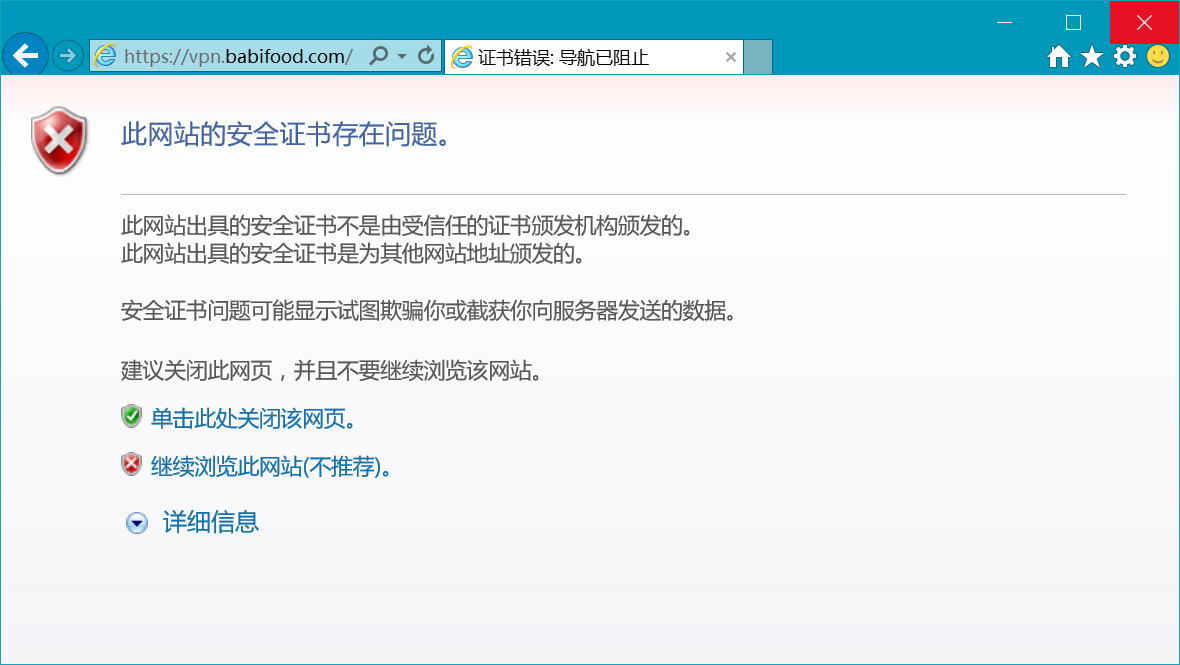 https://vpn.babifood.com/
证书错误: 导航已阻止
此网站的安全证书存在问题。
此网站出具的安全证书不是由受信任的证书颁发机构颁发的。
此网站出具的安全证书是为其他网站地址颁发的。
安全证书问题可能显示试图欺骗你或截获你向服务器发送的数据。
建议关闭此网页，并且不要继续浏览该网站。
单击此处关闭该网页。
继续浏览此网站(不推荐)。
详细信息